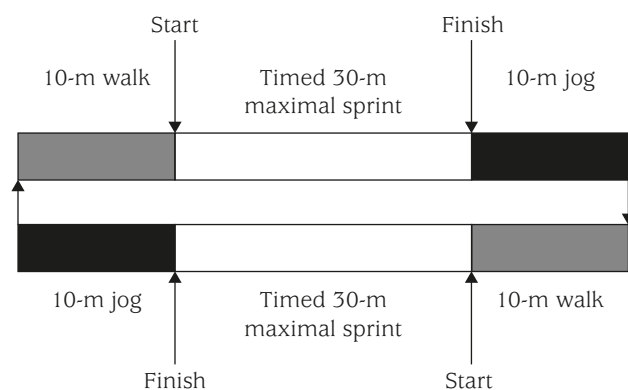 Start
Finish
10-m walk
Timed 30-m
maximal sprint
10-m jog
10-m jog
Timed 30-m
maximal sprint
10-m walk
Finish
Start